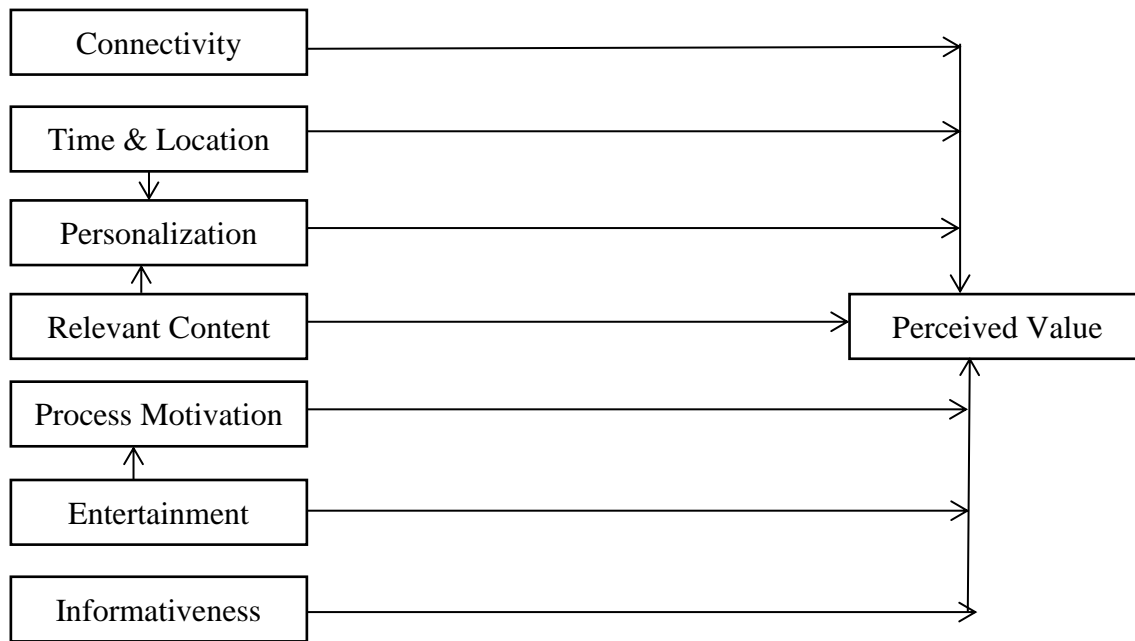 Connectivity
Time & Location
Personalization
Relevant Content
Perceived Value
Process Motivation
Entertainment
Informativeness